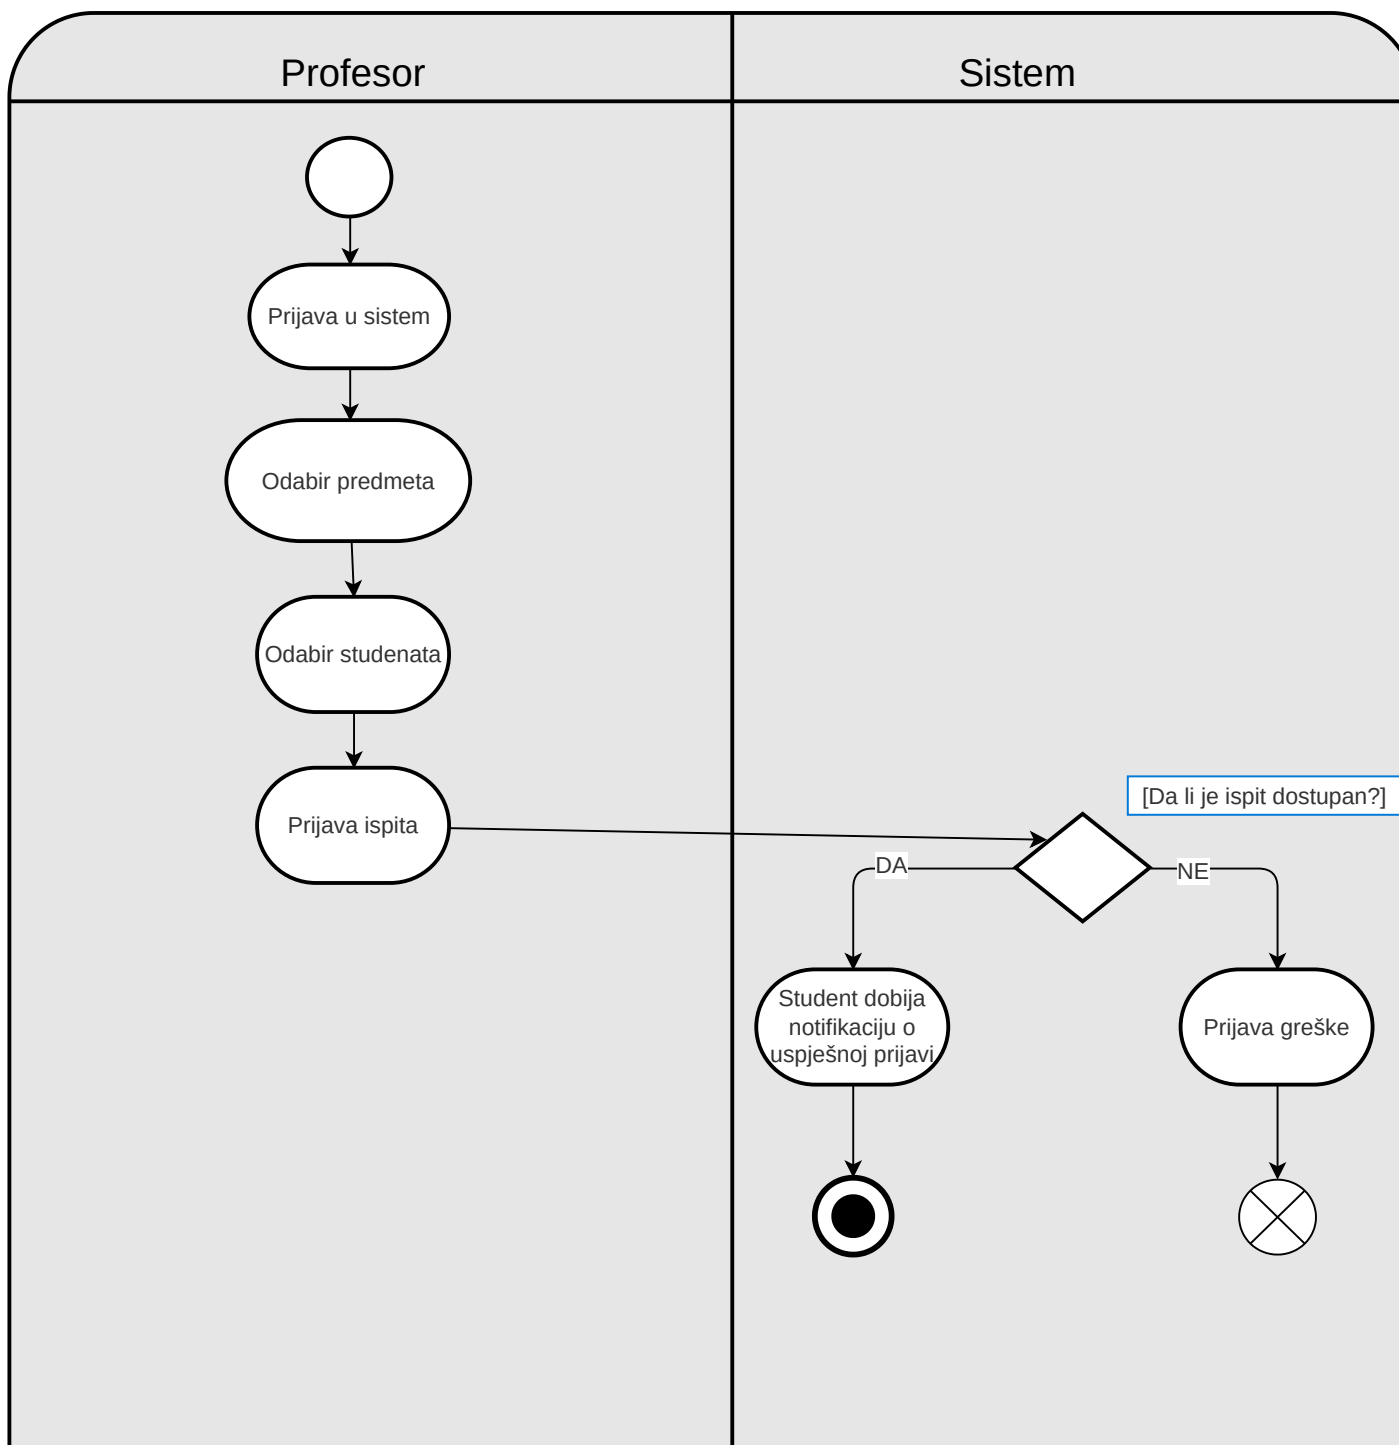 Profesor
Sistem
Prijava u sistem
Odabir predmeta
Odabir studenata
Prijava ispita
[Da li je ispit dostupan?]
DA
NE
Student dobija
notifikaciju o
uspješnoj prijavi
Prijava greške